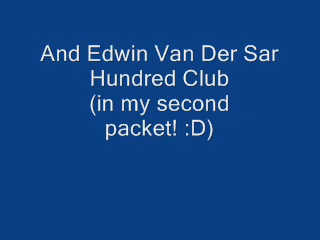 And Edwin Van Der Sar
Hundred Club
(in my second
packet! :D)